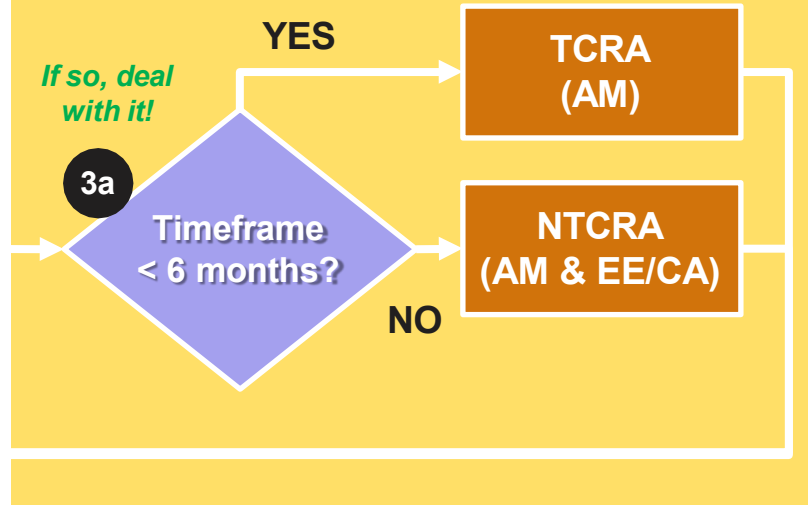 YES
TCRA
(AM)
If so, deal
with it!
3a
Timeframe
< 6 months?
NTCRA
(AM & EE/CA)
NO